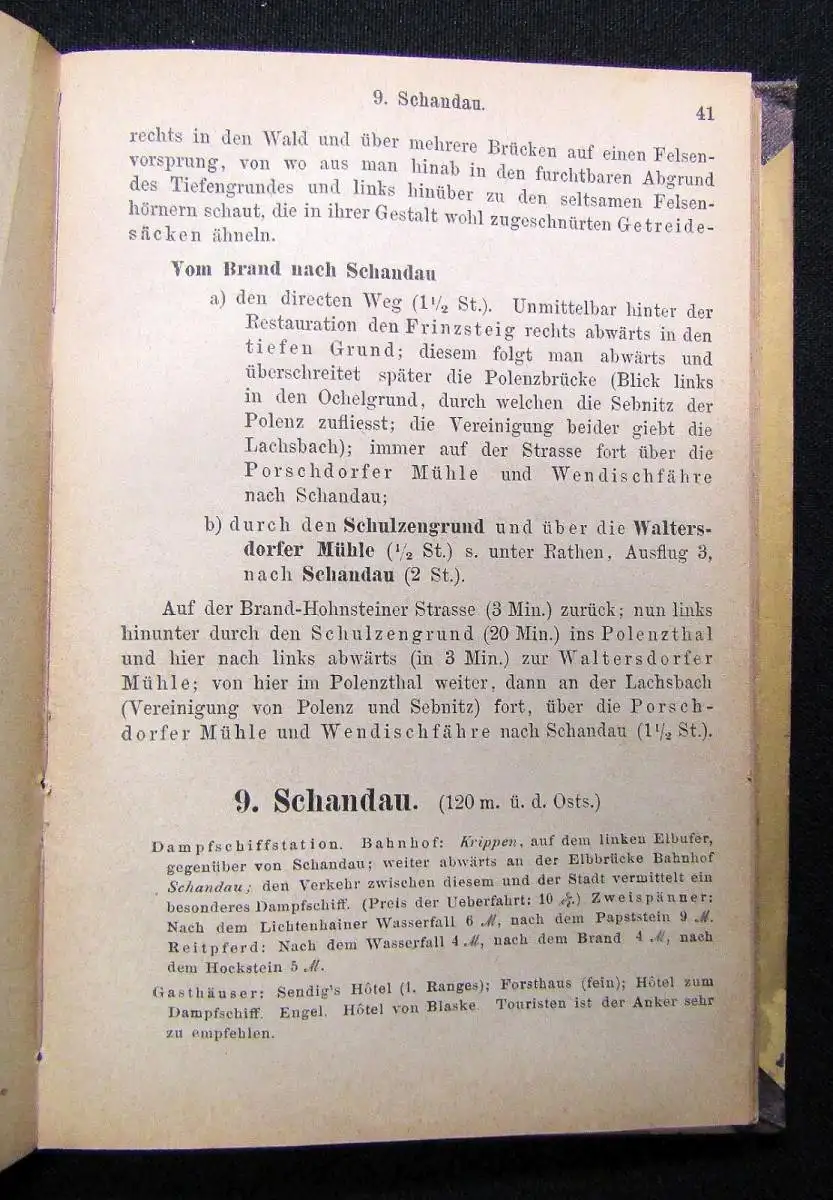 9. Schandau.
41
rechts in den Wald und über mehrere Brücken auf einen Felsen-
vorsprung, von wo aus man hinab in den furchtbaren Abgrund
des Tiefengrundes und links hinüber zu den seltsamen Felsen-
hörnern schaut, die in ihrer Gestalt wohl zugeschnürten Getreide-
säcken ähneln.
Vom Brand nach Schandau
a) den directen Weg (1 1/2 St.). Unmittelbar hinter der
Restauration den Frinzsteig rechts abwärts in den
tiefen Grund; diesem folgt man abwärts und
überschreitet später die Polenzbrücke (Blick links
in den Ochelgrund, durch welchen die Sebnitz der
Polenz zufliesst; die Vereinigung beider giebt die
Lachsbach); immer auf der Strasse fort über die
Porschdorfer Mühle und Wendischfähre
nach Schandau;
b) durch den Schulzengrund und über die Walters-
dorfer Mühle (1/2 St.) s. unter Rathen, Ausflug 3,
nach Schandau (2 St.).
Auf der Brand-Hohnsteiner Strasse (3 Min.) zurück; nun links
hinunter durch den Schulzengrund (20 Min.) ins Polenzthal
und hier nach links abwärts (in 3 Min.) zur Waltersdorfer
Mühle; von hier im Polenzthal weiter, dann an der Lachsbach
(Vereinigung von Polenz und Sebnitz) fort, über die Porsch-
dorfer Mühle und Wendischfähre nach Schandau (1 1/2 St.).
9. Schandau. (120 m. ü. d. Osts.)
Dampfschiffstation. Bahnhof: Krippen, auf dem linken Elbufer,
gegenüber von Schandau; weiter abwärts an der Elbbrücke Bahnhof
Schandau; den Verkehr zwischen diesem und der Stadt vermittelt ein
besonderes Dampfschiff. (Preis der Ueberfahrt: 10 ₰.) Zweispänner:
Nach dem Lichtenhainer Wasserfall 6 ℳ, nach dem Papststein 9 ℳ.
Reitpferd: Nach dem Wasserfall 4 ℳ, nach dem Brand 4 ℳ, nach
dem Hockstein 5 ℳ.
Gasthäuser: Sendig's Hôtel (1. Ranges); Forsthaus (fein); Hôtel zum
Dampfschiff. Engel. Hôtel von Blaske. Touristen ist der Anker sehr
zu empfehlen.